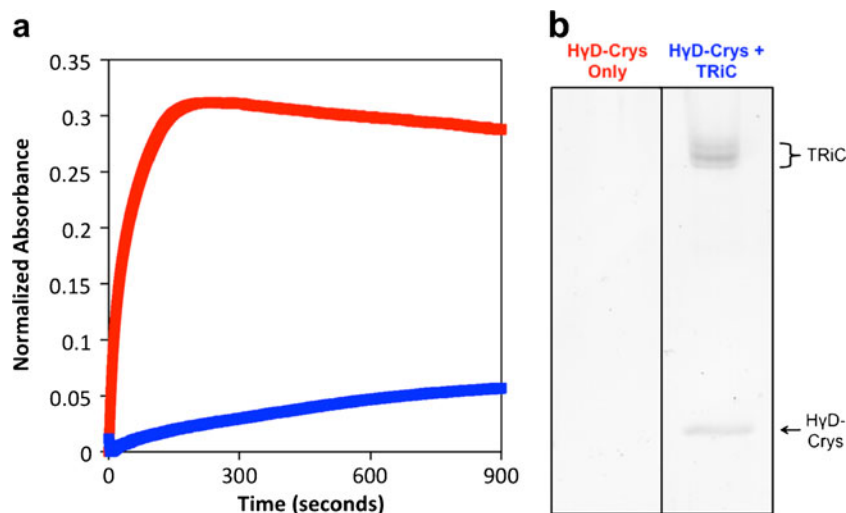 a
0.35
0.3
0.25
0.2
0.15
0.1
0.05
0
0
300
600
900
Normalized Absorbance
Time (seconds)
b
HγD-Crys
Only
HγD-Crys +
TRiC
TRiC
HγD-
Crys